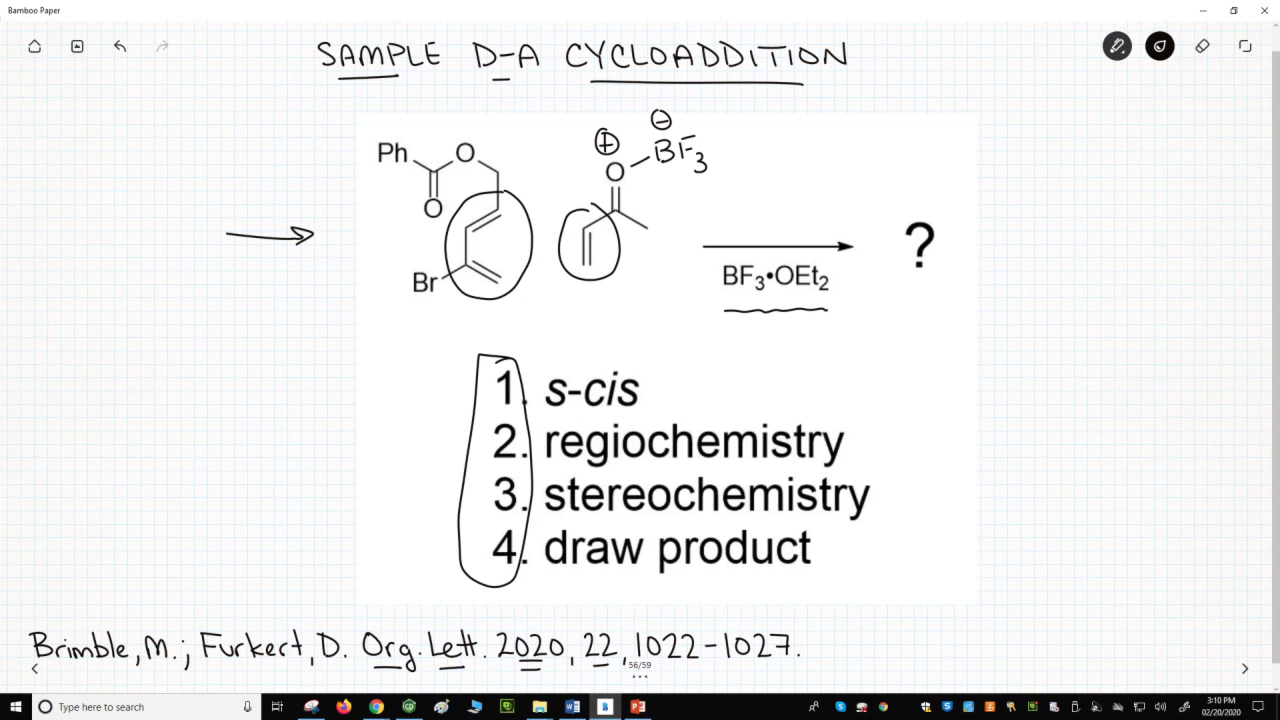 Bamboo Paper
SAMPLE D-A CYCLOADDITION
⊖
⊕
BF3
Ph
O
O
O
Br
BF3•OEt2
?
1. s-cis
2. regiochemistry
3. stereochemistry
4. draw product
Brimble, M.; Furkert, D. Org. Lett. 2020, 22, 1022-1027.
56/59
Type here to search
3:10 PM
02/20/2020